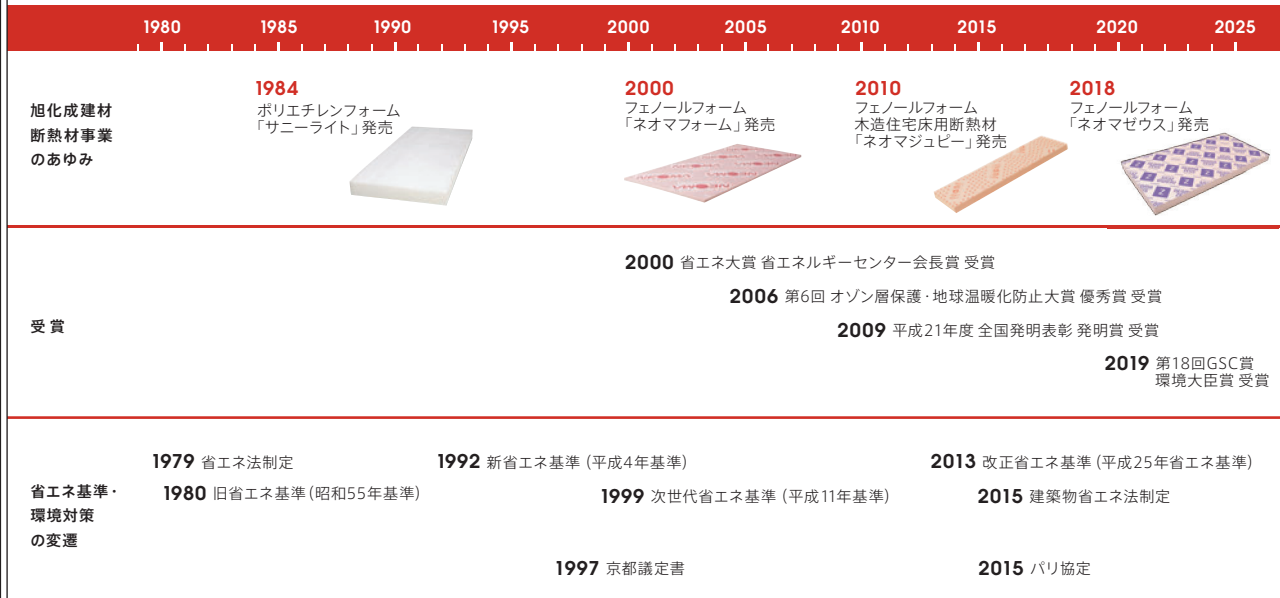 1980 1985 1990 1995 2000 2005 2010 2015 2020 2025
旭化成建材
断熱材事業
のあゆみ
1984
ポリエチレンフォーム
「サニーライト」発売
2000
フェノールフォーム
「ネオマフォーム」発売
2010
フェノールフォーム
木造住宅床用断熱材
「ネオマジュピー」発売
2018
フェノールフォーム
「ネオマゼウス」発売
NEOMA
受賞
2000 省エネ大賞 省エネルギーセンター会長賞 受賞
2006 第6回 オゾン層保護・地球温暖化防止大賞 優秀賞 受賞
2009 平成21年度 全国発明表彰 発明賞 受賞
2019 第18回GSC賞
環境大臣賞 受賞
省エネ基準・
環境対策
の変遷
1979 省エネ法制定
1980 旧省エネ基準(昭和55年基準)
1992 新省エネ基準 (平成4年基準)
1999 次世代省エネ基準 (平成11年基準)
2013 改正省エネ基準 (平成25年省エネ基準)
2015 建築物省エネ法制定
1997 京都議定書
2015 パリ協定